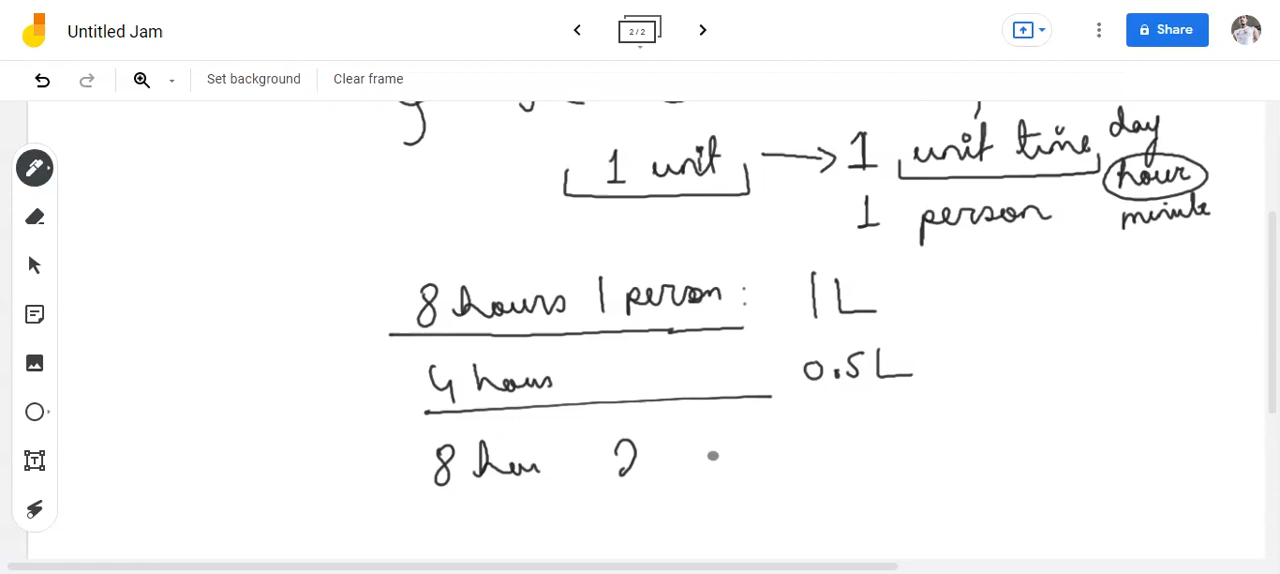 Untitled Jam
2 / 2
Share
Set background
Clear frame
1 unit → 1 unit time day
hour
1 person minute
8 hours 1 person : 1L
4 hours 0.5L
8 hou 2